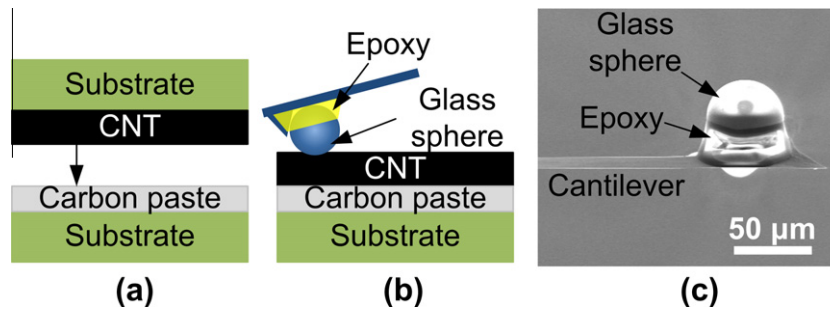 Substrate
CNT
Carbon paste
Substrate
(a)
Epoxy
Glass
sphere
CNT
Carbon paste
Substrate
(b)
Glass
sphere
Epoxy
Cantilever
50 µm
(c)